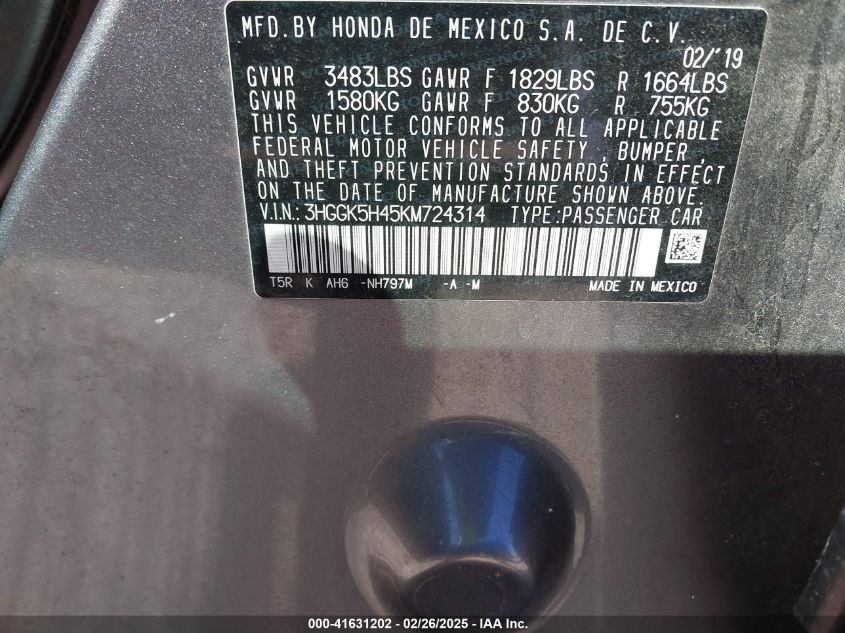 MFD.BY HONDA DE MEXICO S.A. DE C.V.
02/'19
GVWR 3483LBS GAWR F 1829LBS R 1664LBS
GVWR 1580KG GAWR F 830KG R 755KG
THIS VEHICLE CONFORMS TO ALL APPLICABLE
FEDERAL MOTOR VEHICLE SAFETY , BUMPER ,
AND THEFT PREVENTION STANDARDS IN EFFECT
ON THE DATE OF MANUFACTURE SHOWN ABOVE.
V.I.N.: 3HGGK5H45KM724314 TYPE:PASSENGER CAR
T5R K AH6 -NH797M -A -M MADE IN MEXICO
000-41631202 - 02/26/2025 - IAA Inc.